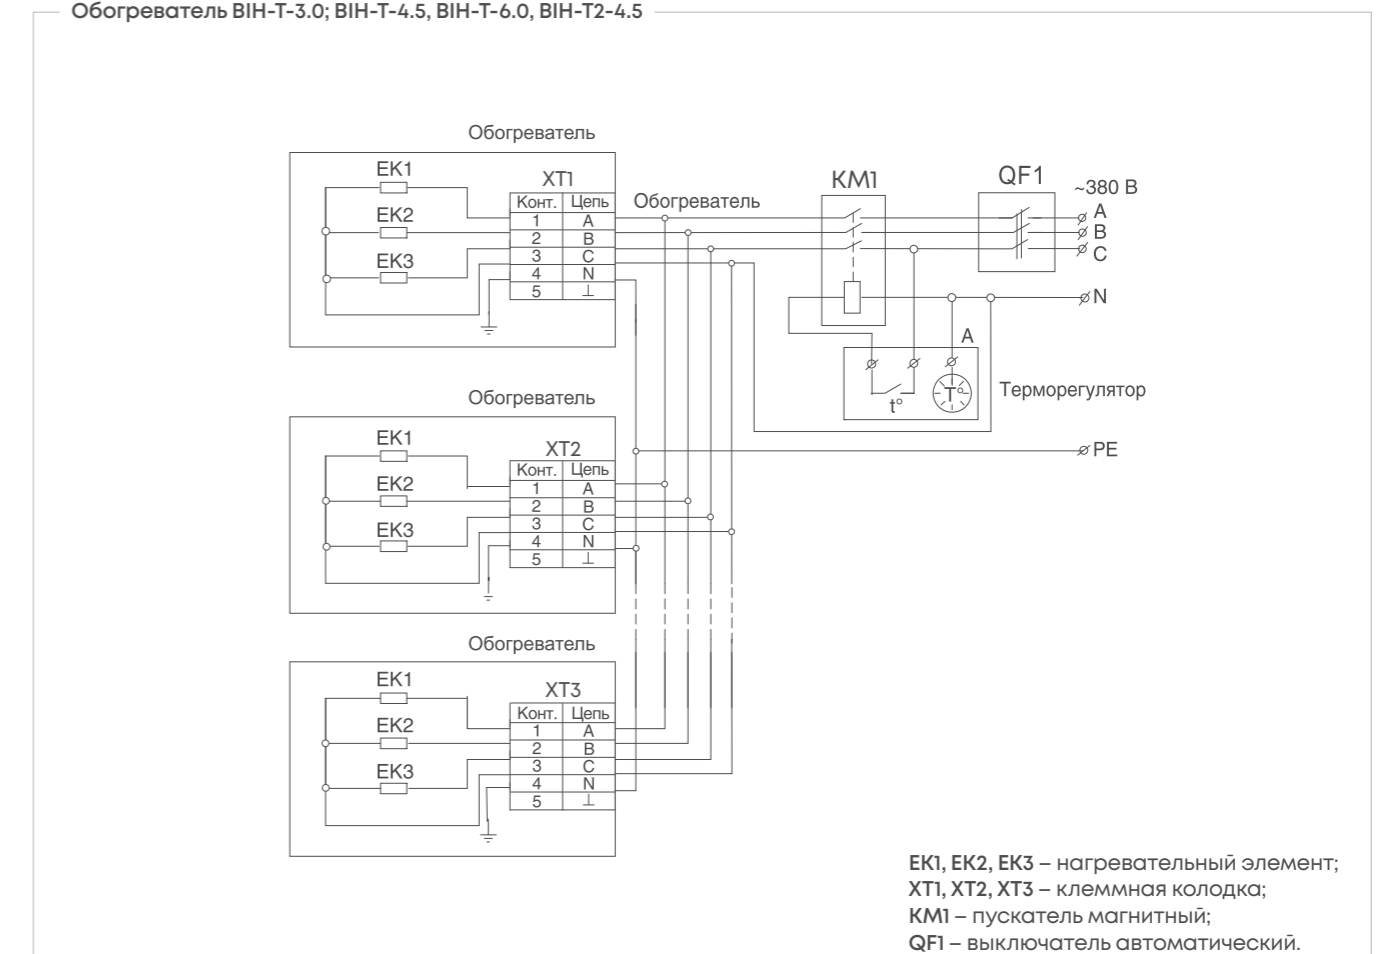 Обогреватель BIH-T-3.0; BIH-T-4.5, BIH-T-6.0, BIH-T2-4.5
Обогреватель
EK1
EK2
EK3
XT1
Конт. Цепь
1 A
2 B
3 C
4 N
5 ⊥
Обогреватель
KM1
QF1
~380 В
A
B
C
N
A
t°
T°
Терморегулятор
PE
Обогреватель
EK1
EK2
EK3
XT2
Конт. Цепь
1 A
2 B
3 C
4 N
5 ⊥
Обогреватель
EK1
EK2
EK3
XT3
Конт. Цепь
1 A
2 B
3 C
4 N
5 ⊥
EK1, EK2, EK3 – нагревательный элемент;
XT1, XT2, XT3 – клеммная колодка;
KM1 – пускатель магнитный;
QF1 – выключатель автоматический.